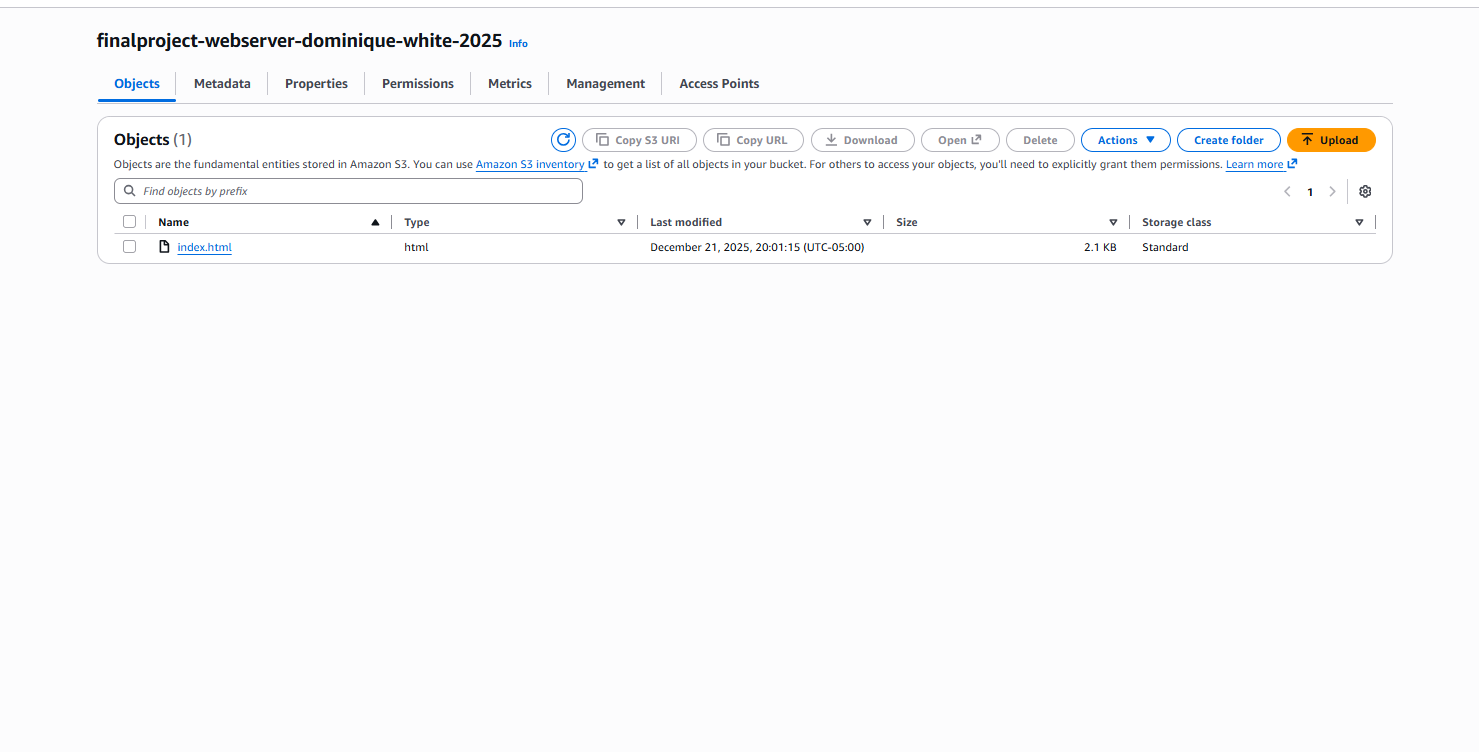 finalproject-webserver-dominique-white-2025 Info
Objects Metadata Properties Permissions Metrics Management Access Points
Objects (1) Copy S3 URI Copy URL Download Open Delete Actions Create folder Upload
Objects are the fundamental entities stored in Amazon S3. You can use Amazon S3 inventory to get a list of all objects in your bucket. For others to access your objects, you'll need to explicitly grant them permissions. Learn more
Find objects by prefix 1
Name Type Last modified Size Storage class
index.html html December 21, 2025, 20:01:15 (UTC-05:00) 2.1 KB Standard